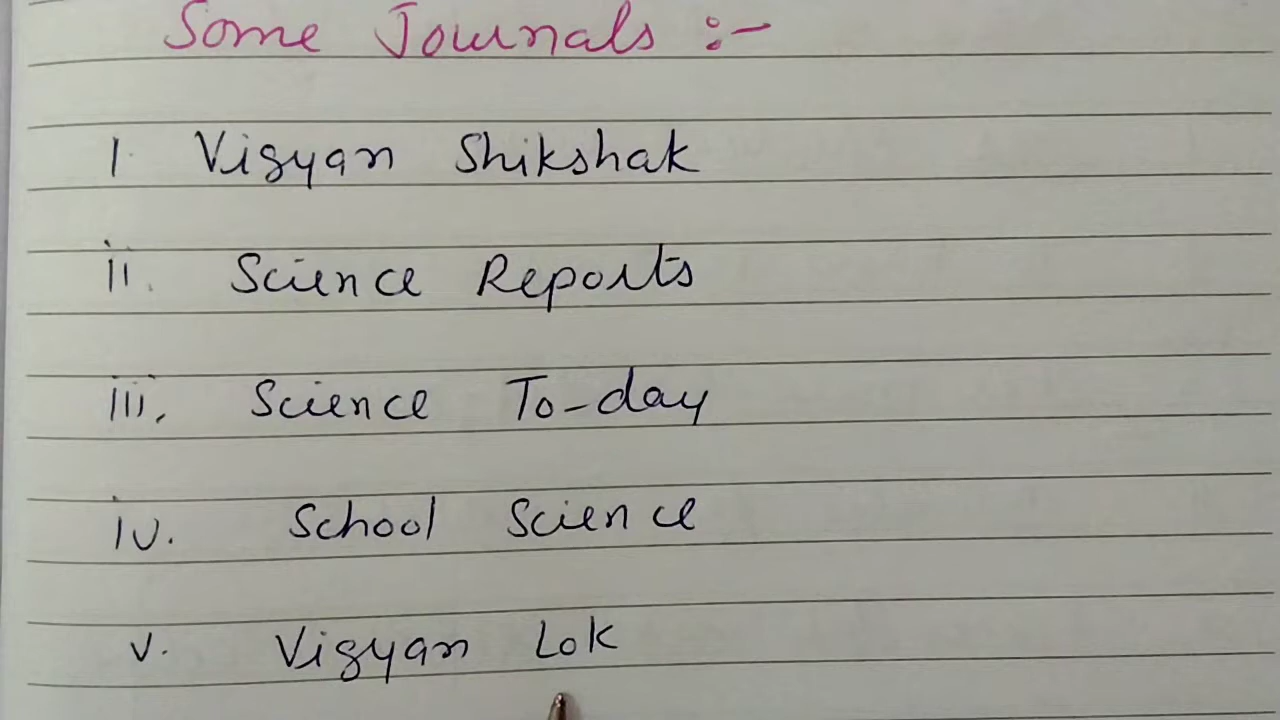 Some Journals :-
i. Vigyan Shikshak
ii. Science Reports
iii. Science To-day
iv. School Science
v. Vigyan Lok